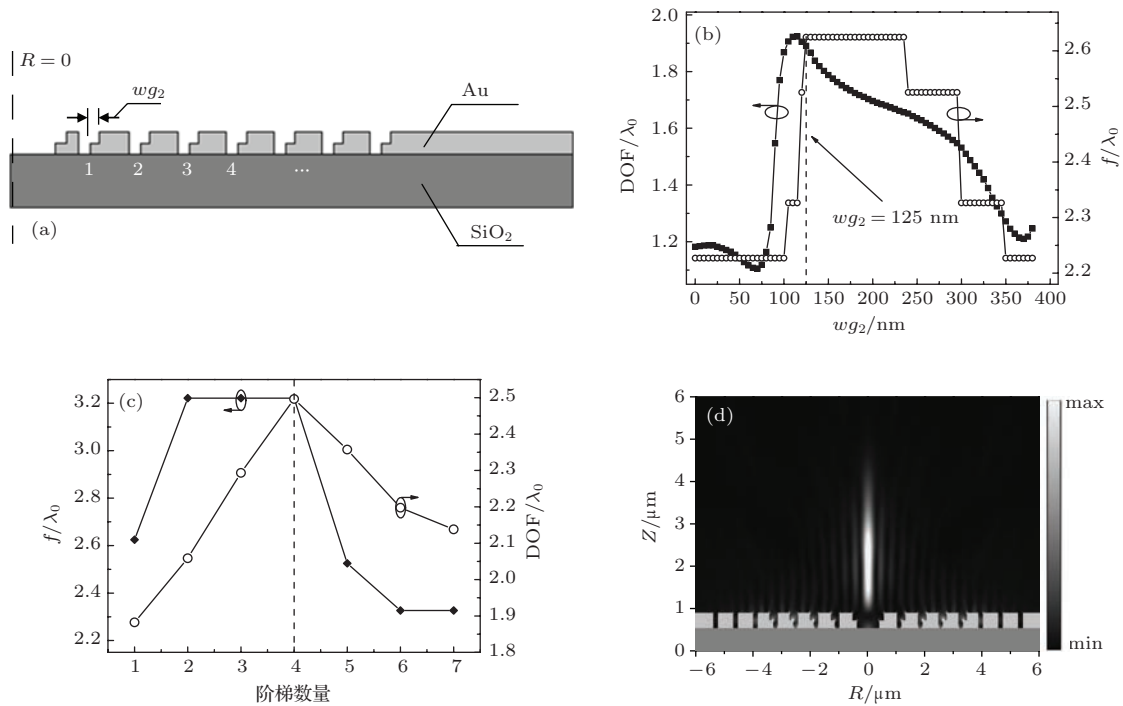 R = 0
wg₂
Au
1 2 3 4 ...
SiO₂
(a)
(b)
2.0
1.8
1.6
1.4
1.2
DOF/λ₀
2.6
2.5
2.4
2.3
2.2
f/λ₀
wg₂ = 125 nm
0 50 100 150 200 250 300 350 400
wg₂/nm
(c)
3.2
3.0
2.8
2.6
2.4
2.2
f/λ₀
2.5
2.4
2.3
2.2
2.1
2.0
1.9
1.8
DOF/λ₀
1 2 3 4 5 6 7
阶梯数量
(d)
6
5
4
3
2
1
0
Z/μm
max
min
−6 −4 −2 0 2 4 6
R/μm